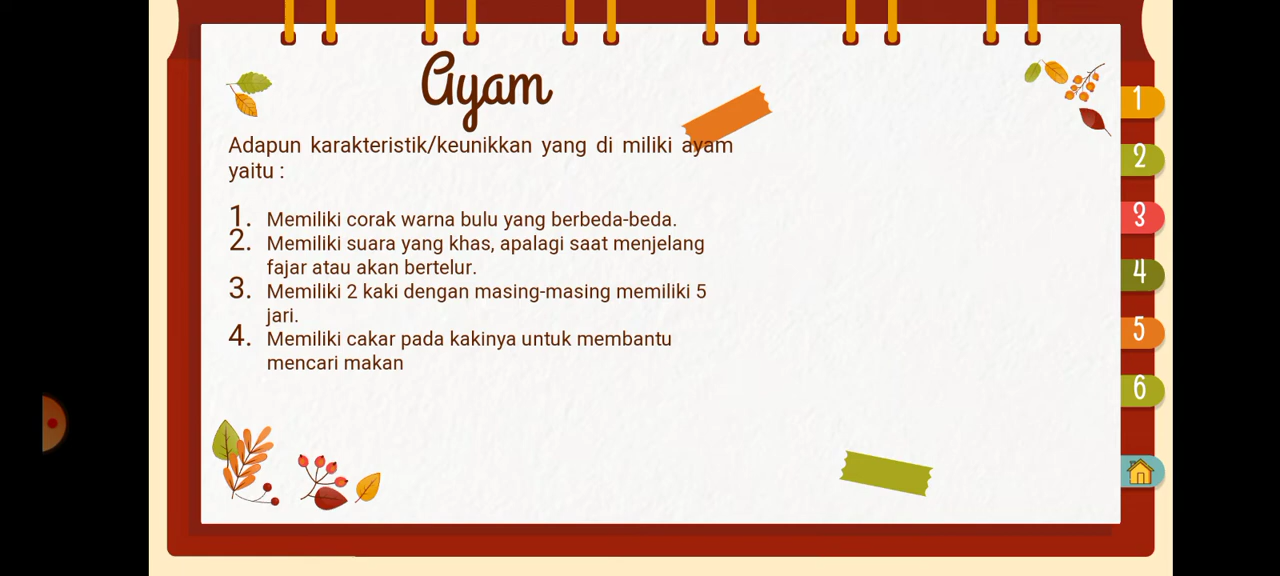 Ayam
Adapun karakteristik/keunikkan yang di miliki ayam
yaitu :
1. Memiliki corak warna bulu yang berbeda-beda.
2. Memiliki suara yang khas, apalagi saat menjelang
fajar atau akan bertelur.
3. Memiliki 2 kaki dengan masing-masing memiliki 5
jari.
4. Memiliki cakar pada kakinya untuk membantu
mencari makan
1
2
3
4
5
6